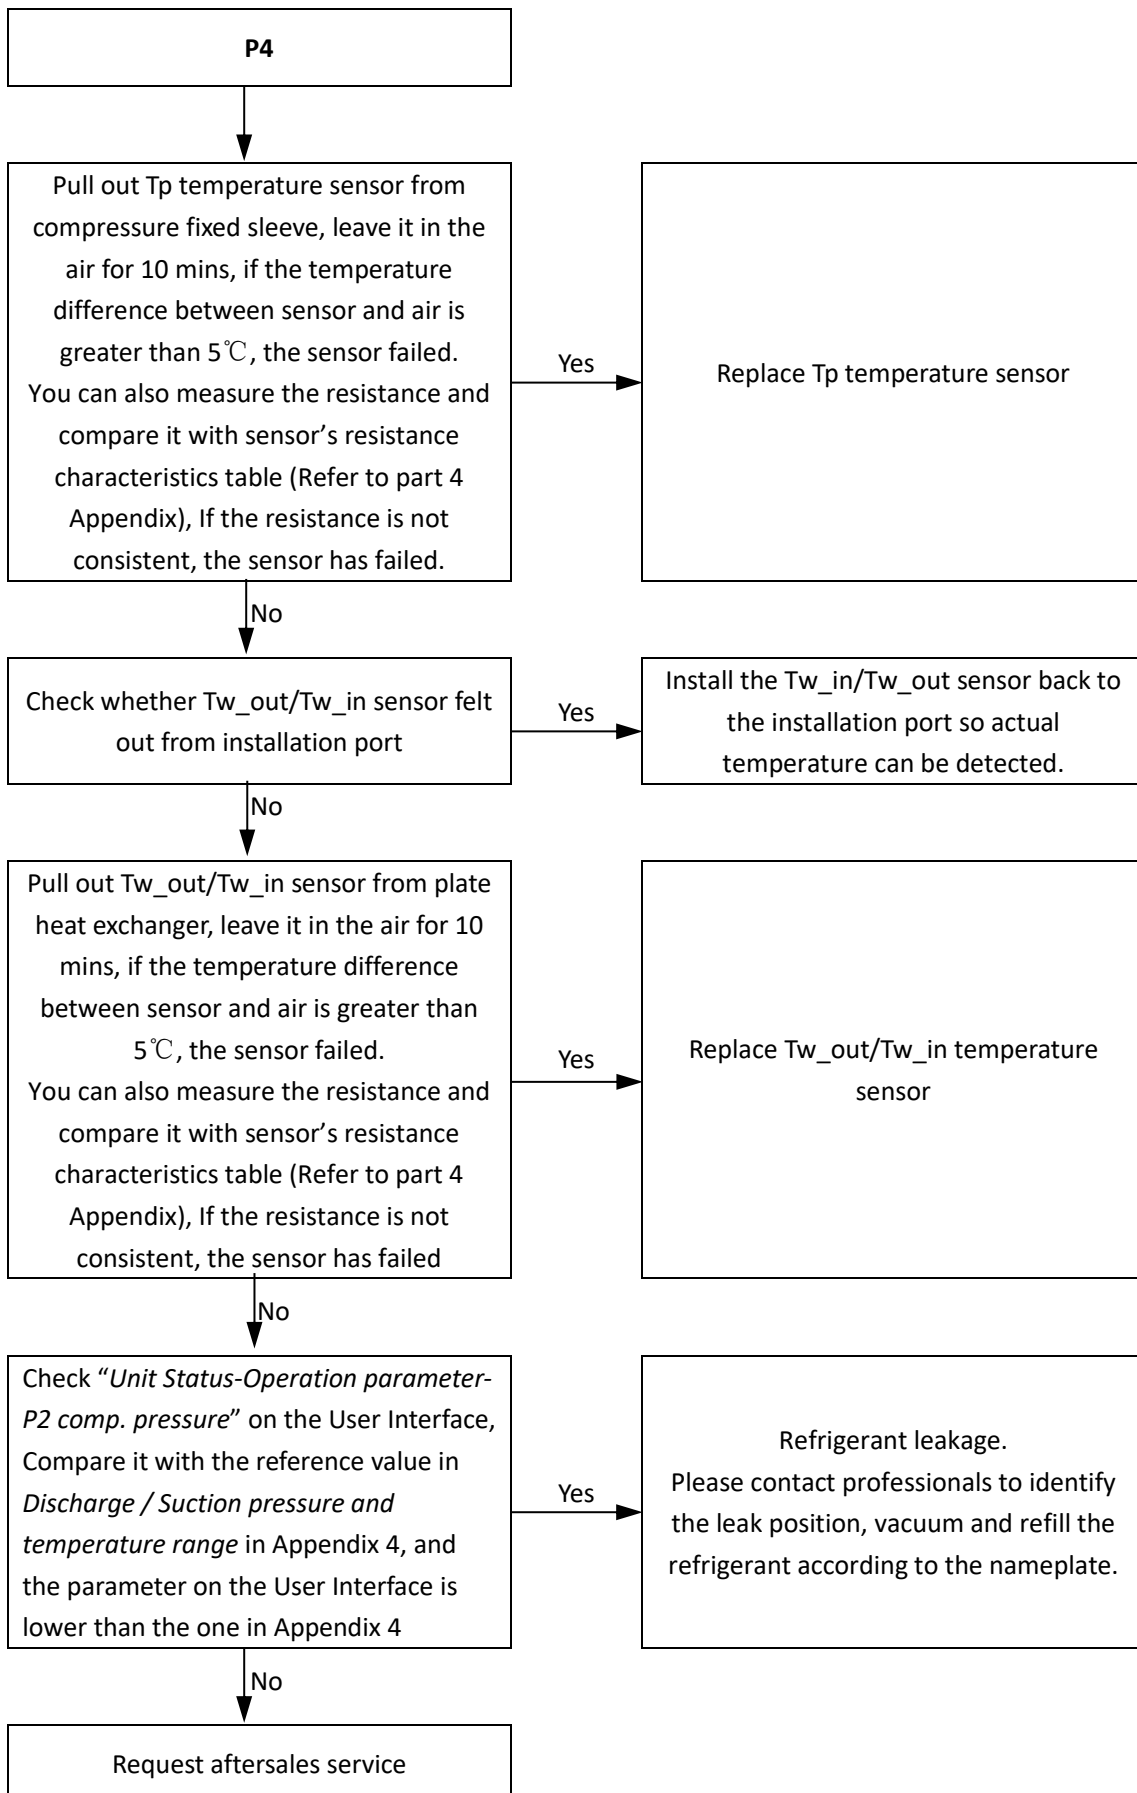 P4
Pull out Tp temperature sensor from
compressure fixed sleeve, leave it in the
air for 10 mins, if the temperature
difference between sensor and air is
greater than 5℃, the sensor failed.
You can also measure the resistance and
compare it with sensor’s resistance
characteristics table (Refer to part 4
Appendix), If the resistance is not
consistent, the sensor has failed.
Yes
Replace Tp temperature sensor
No
Check whether Tw_out/Tw_in sensor felt
out from installation port
Yes
Install the Tw_in/Tw_out sensor back to
the installation port so actual
temperature can be detected.
No
Pull out Tw_out/Tw_in sensor from plate
heat exchanger, leave it in the air for 10
mins, if the temperature difference
between sensor and air is greater than
5℃, the sensor failed.
You can also measure the resistance and
compare it with sensor’s resistance
characteristics table (Refer to part 4
Appendix), If the resistance is not
consistent, the sensor has failed
Yes
Replace Tw_out/Tw_in temperature
sensor
No
Check “Unit Status-Operation parameter-
P2 comp. pressure” on the User Interface,
Compare it with the reference value in
Discharge / Suction pressure and
temperature range in Appendix 4, and
the parameter on the User Interface is
lower than the one in Appendix 4
Yes
Refrigerant leakage.
Please contact professionals to identify
the leak position, vacuum and refill the
refrigerant according to the nameplate.
No
Request aftersales service